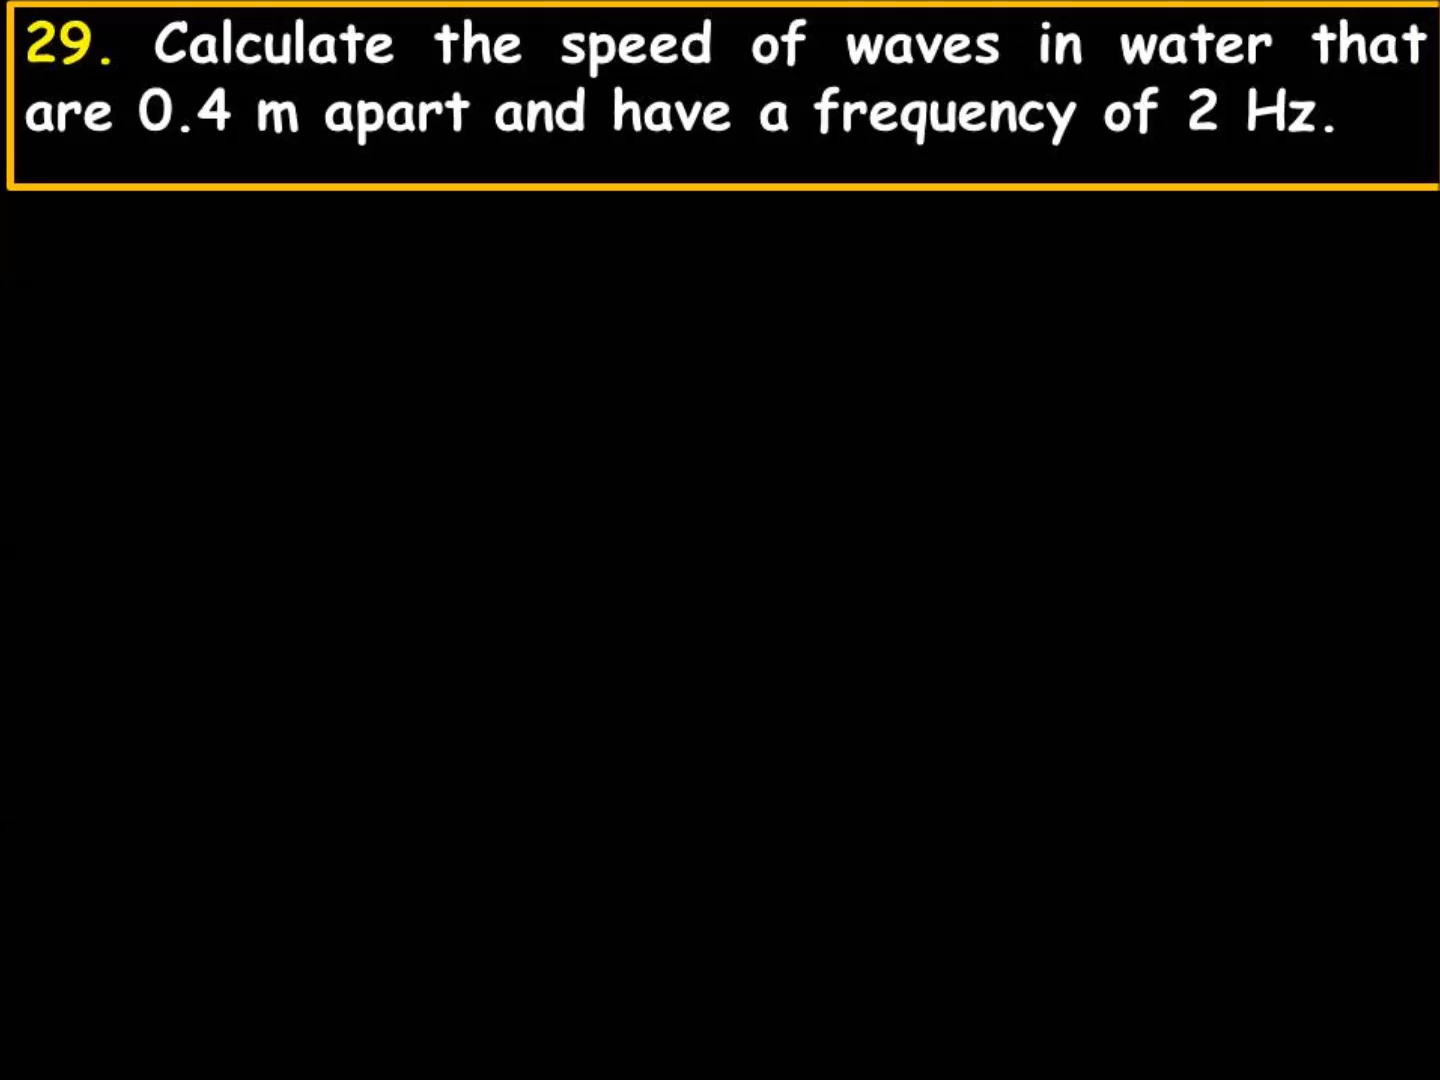 29. Calculate the speed of waves in water that
are 0.4 m apart and have a frequency of 2 Hz.